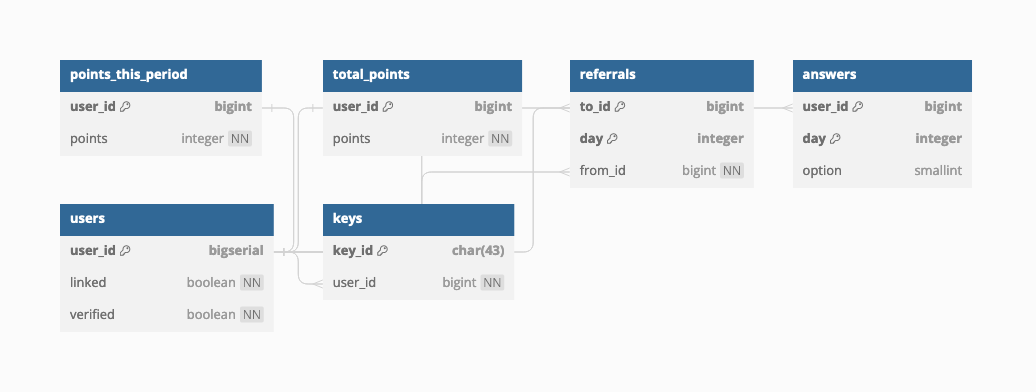 points_this_period
user_id bigint
points integer NN
total_points
user_id bigint
points integer NN
referrals
to_id bigint
day integer
from_id bigint NN
answers
user_id bigint
day integer
option smallint
users
user_id bigserial
linked boolean NN
verified boolean NN
keys
key_id char(43)
user_id bigint NN